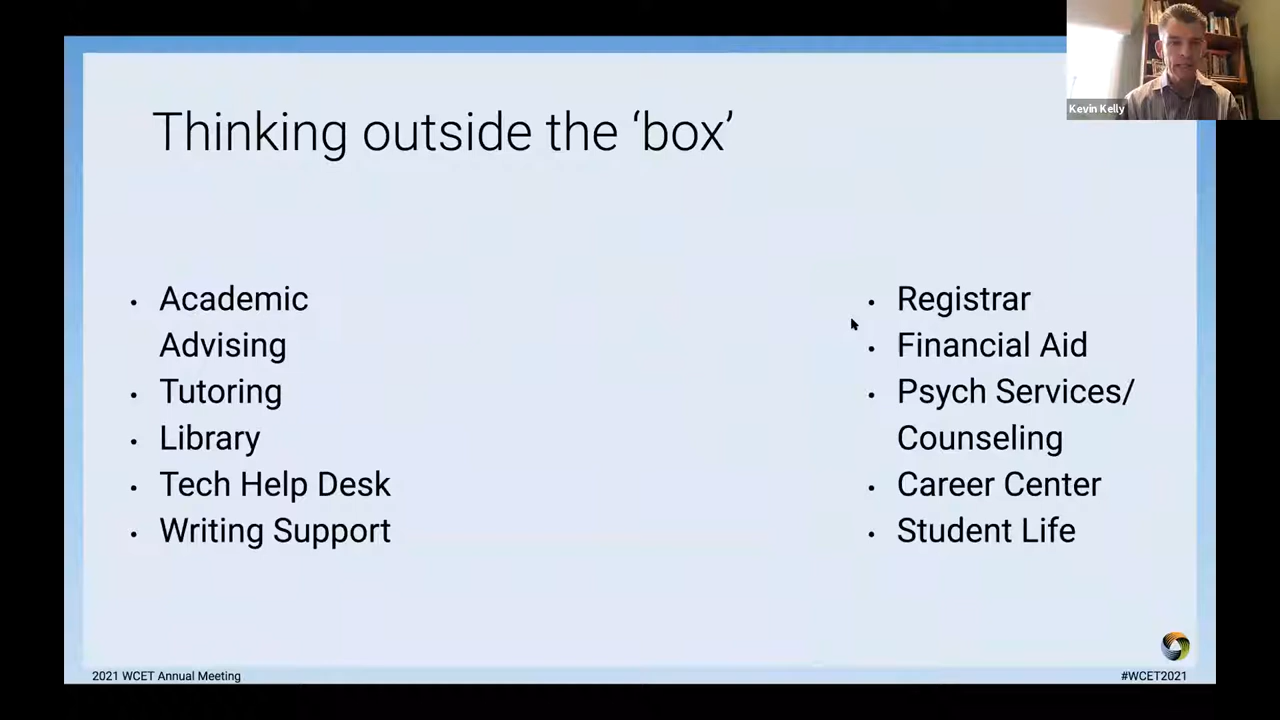 Kevin Kelly
Thinking outside the ‘box’
• Academic
Advising
• Tutoring
• Library
• Tech Help Desk
• Writing Support
• Registrar
• Financial Aid
• Psych Services/
Counseling
• Career Center
• Student Life
2021 WCET Annual Meeting
#WCET2021